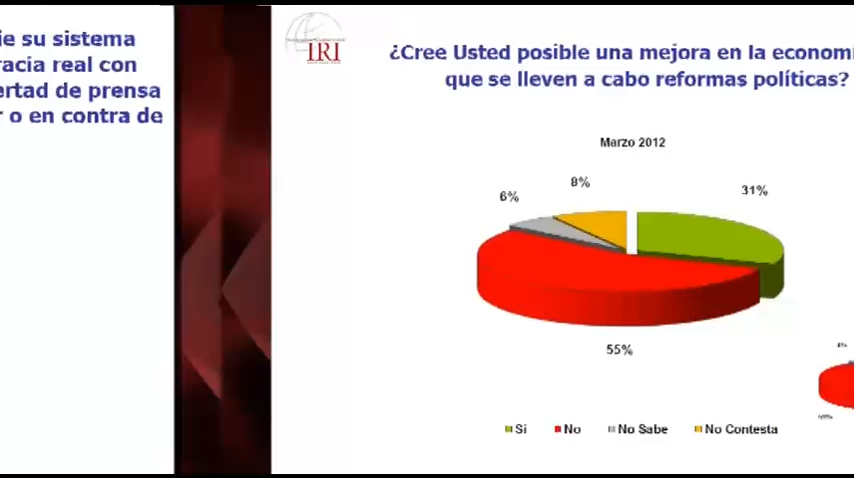 ie su sistema
racia real con
ertad de prensa
r o en contra de
IRI
¿Cree Usted posible una mejora en la economí
que se lleven a cabo reformas políticas?
Marzo 2012
8%
6%
31%
55%
Si No No Sabe No Contesta